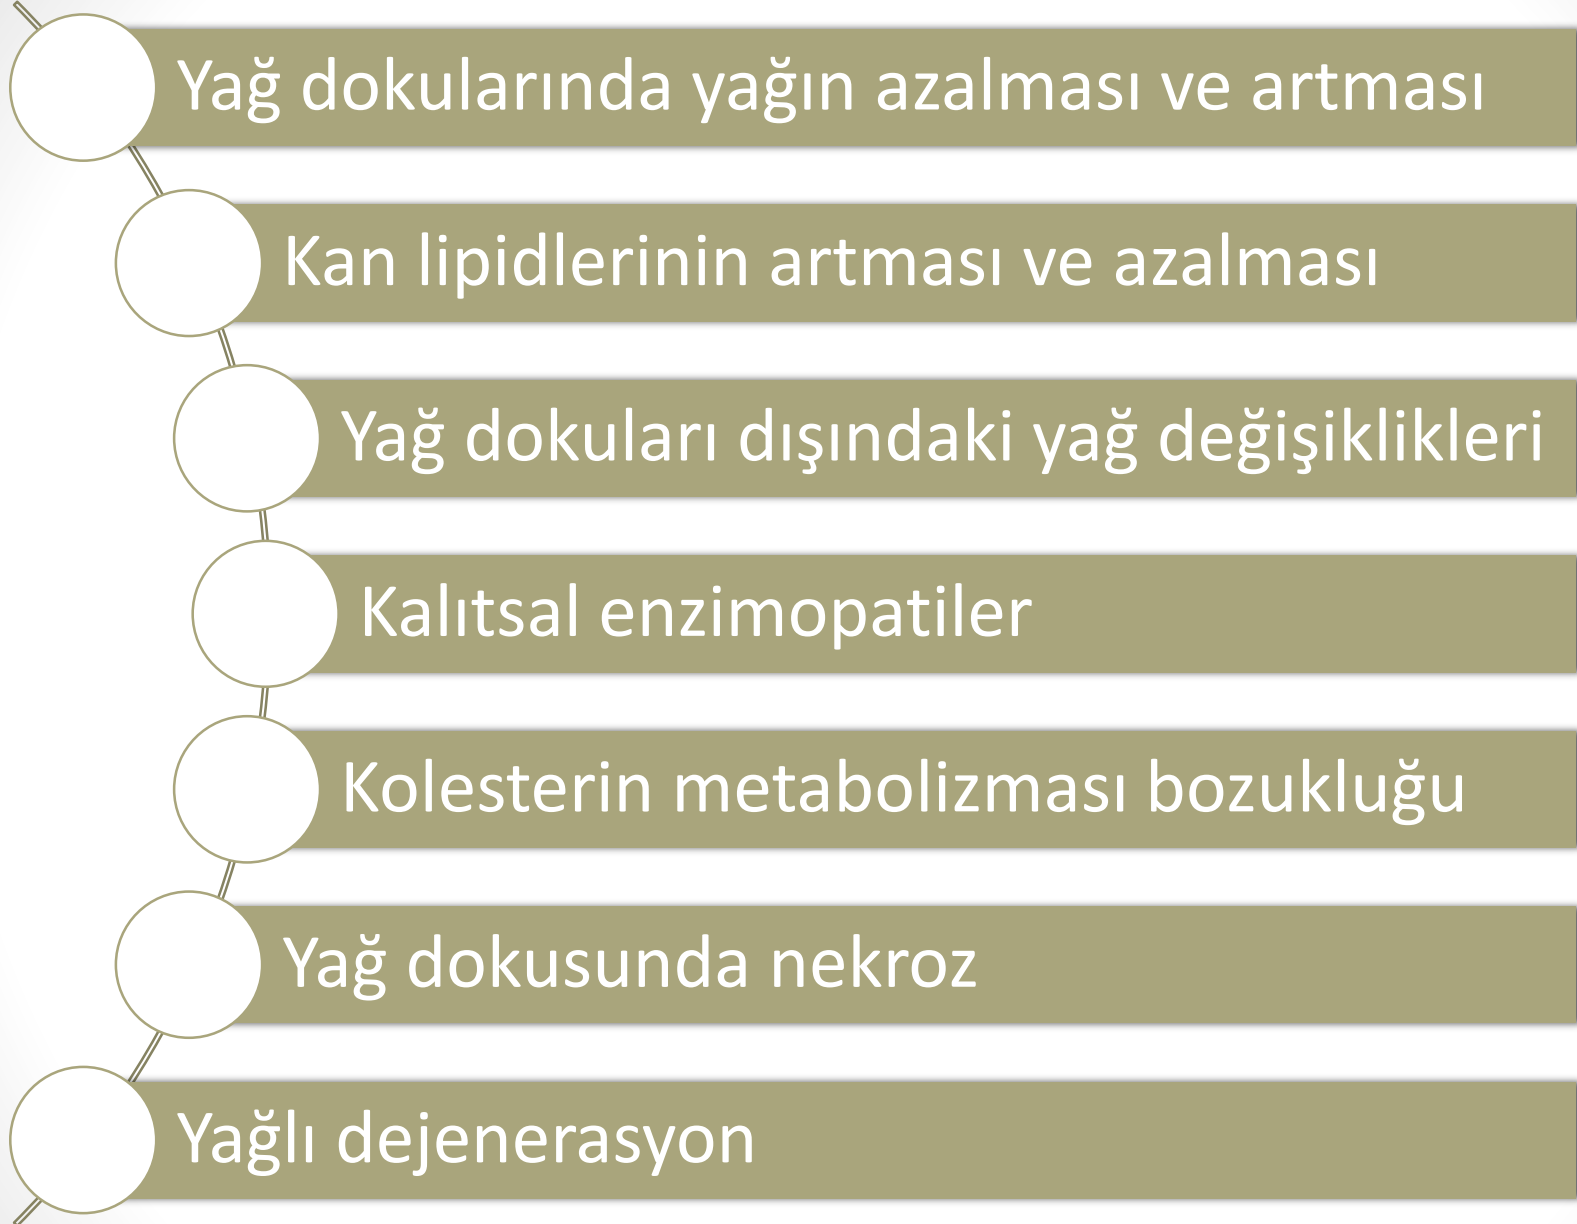 Yağ dokularında yağın azalması ve artması
Kan lipidlerinin artması ve azalması
Yağ dokuları dışındaki yağ değişiklikleri
Kalıtsal enzimopatiler
Kolesterin metabolizması bozukluğu
Yağ dokusunda nekroz
Yağlı dejenerasyon